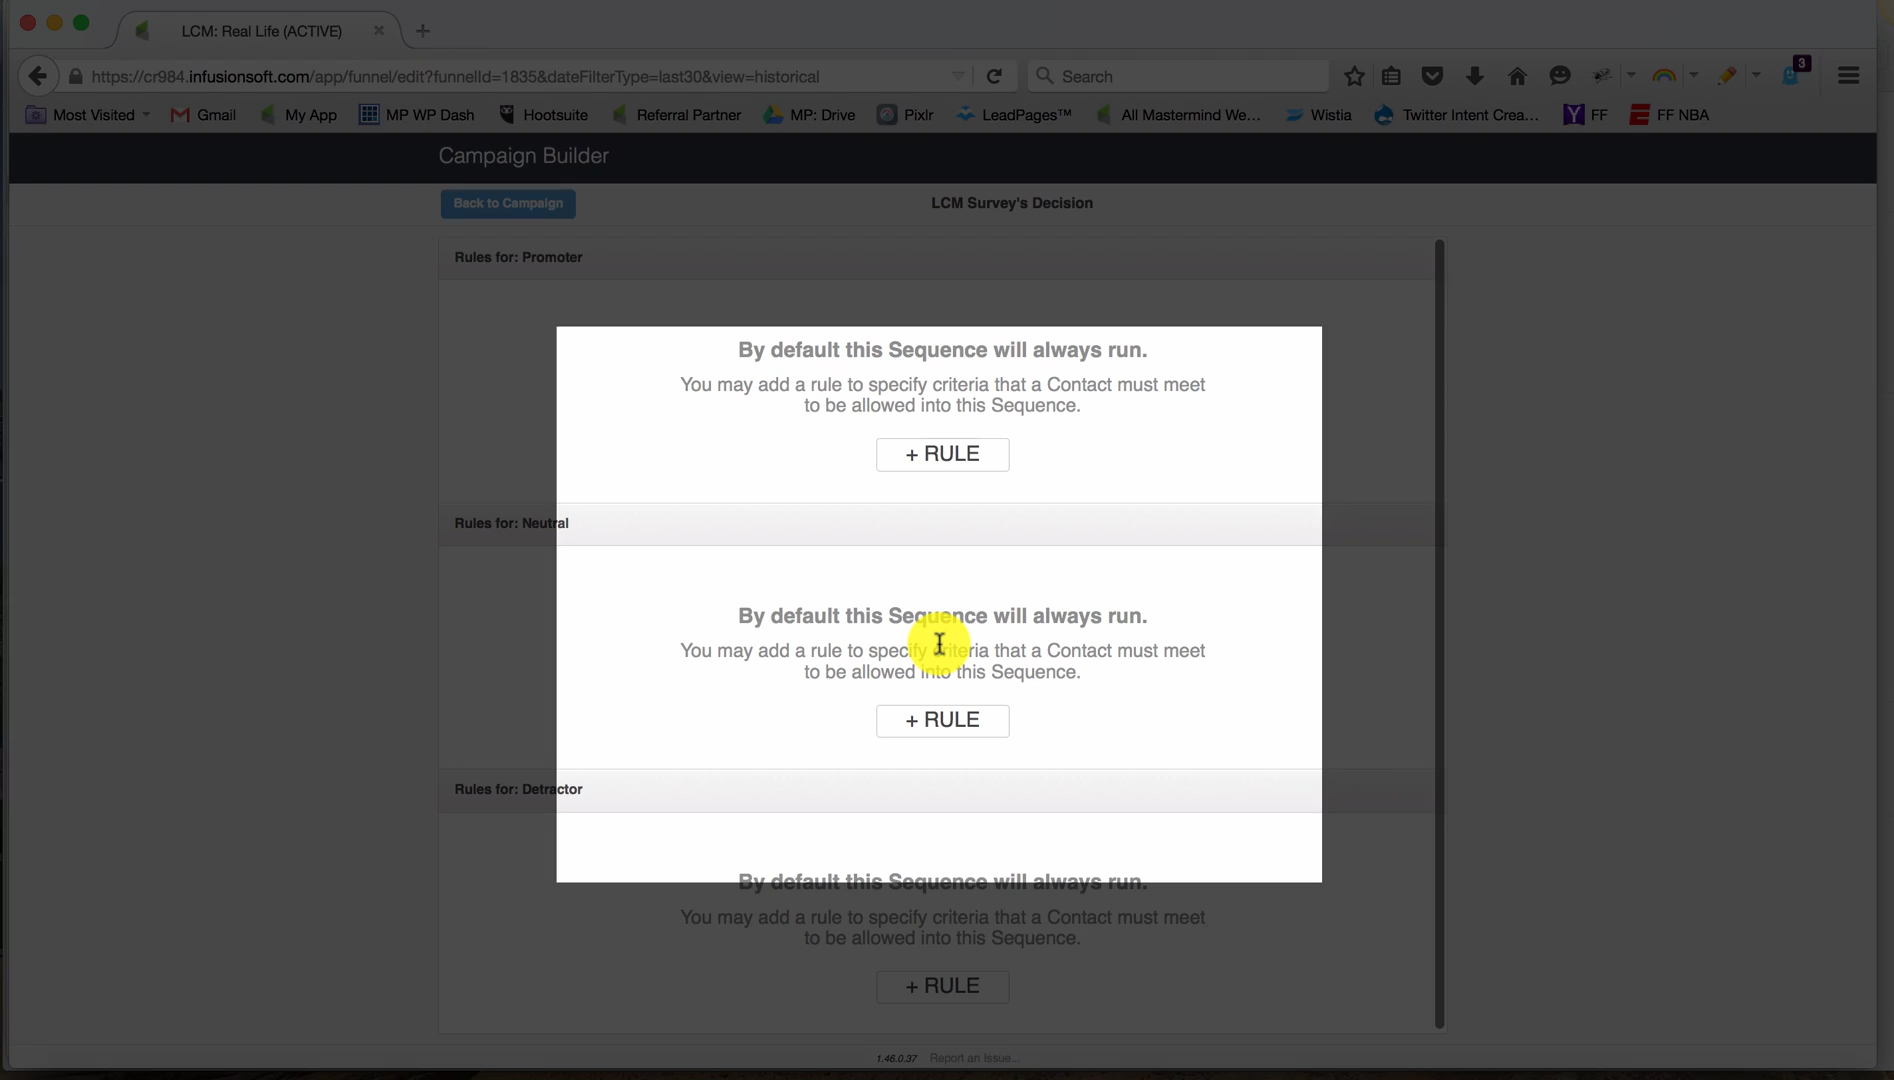 LCM: Real Life (ACTIVE)
https://cr984.infusionsoft.com/app/funnel/edit?funnelId=1835&dateFilterType=last30&view=historical
Search
3
Most Visited
Gmail
My App
MP WP Dash
Hootsuite
Referral Partner
MP: Drive
Pixlr
LeadPages™
All Mastermind We...
Wistia
Twitter Intent Crea...
FF
FF NBA
Campaign Builder
Back to Campaign
LCM Survey's Decision
Rules for: Promoter
By default this Sequence will always run.
You may add a rule to specify criteria that a Contact must meet
to be allowed into this Sequence.
+ RULE
Rules for: Neutral
By default this Sequence will always run.
You may add a rule to specify criteria that a Contact must meet
to be allowed into this Sequence.
+ RULE
Rules for: Detractor
By default this Sequence will always run.
You may add a rule to specify criteria that a Contact must meet
to be allowed into this Sequence.
+ RULE
1.46.0.37 Report an Issue...